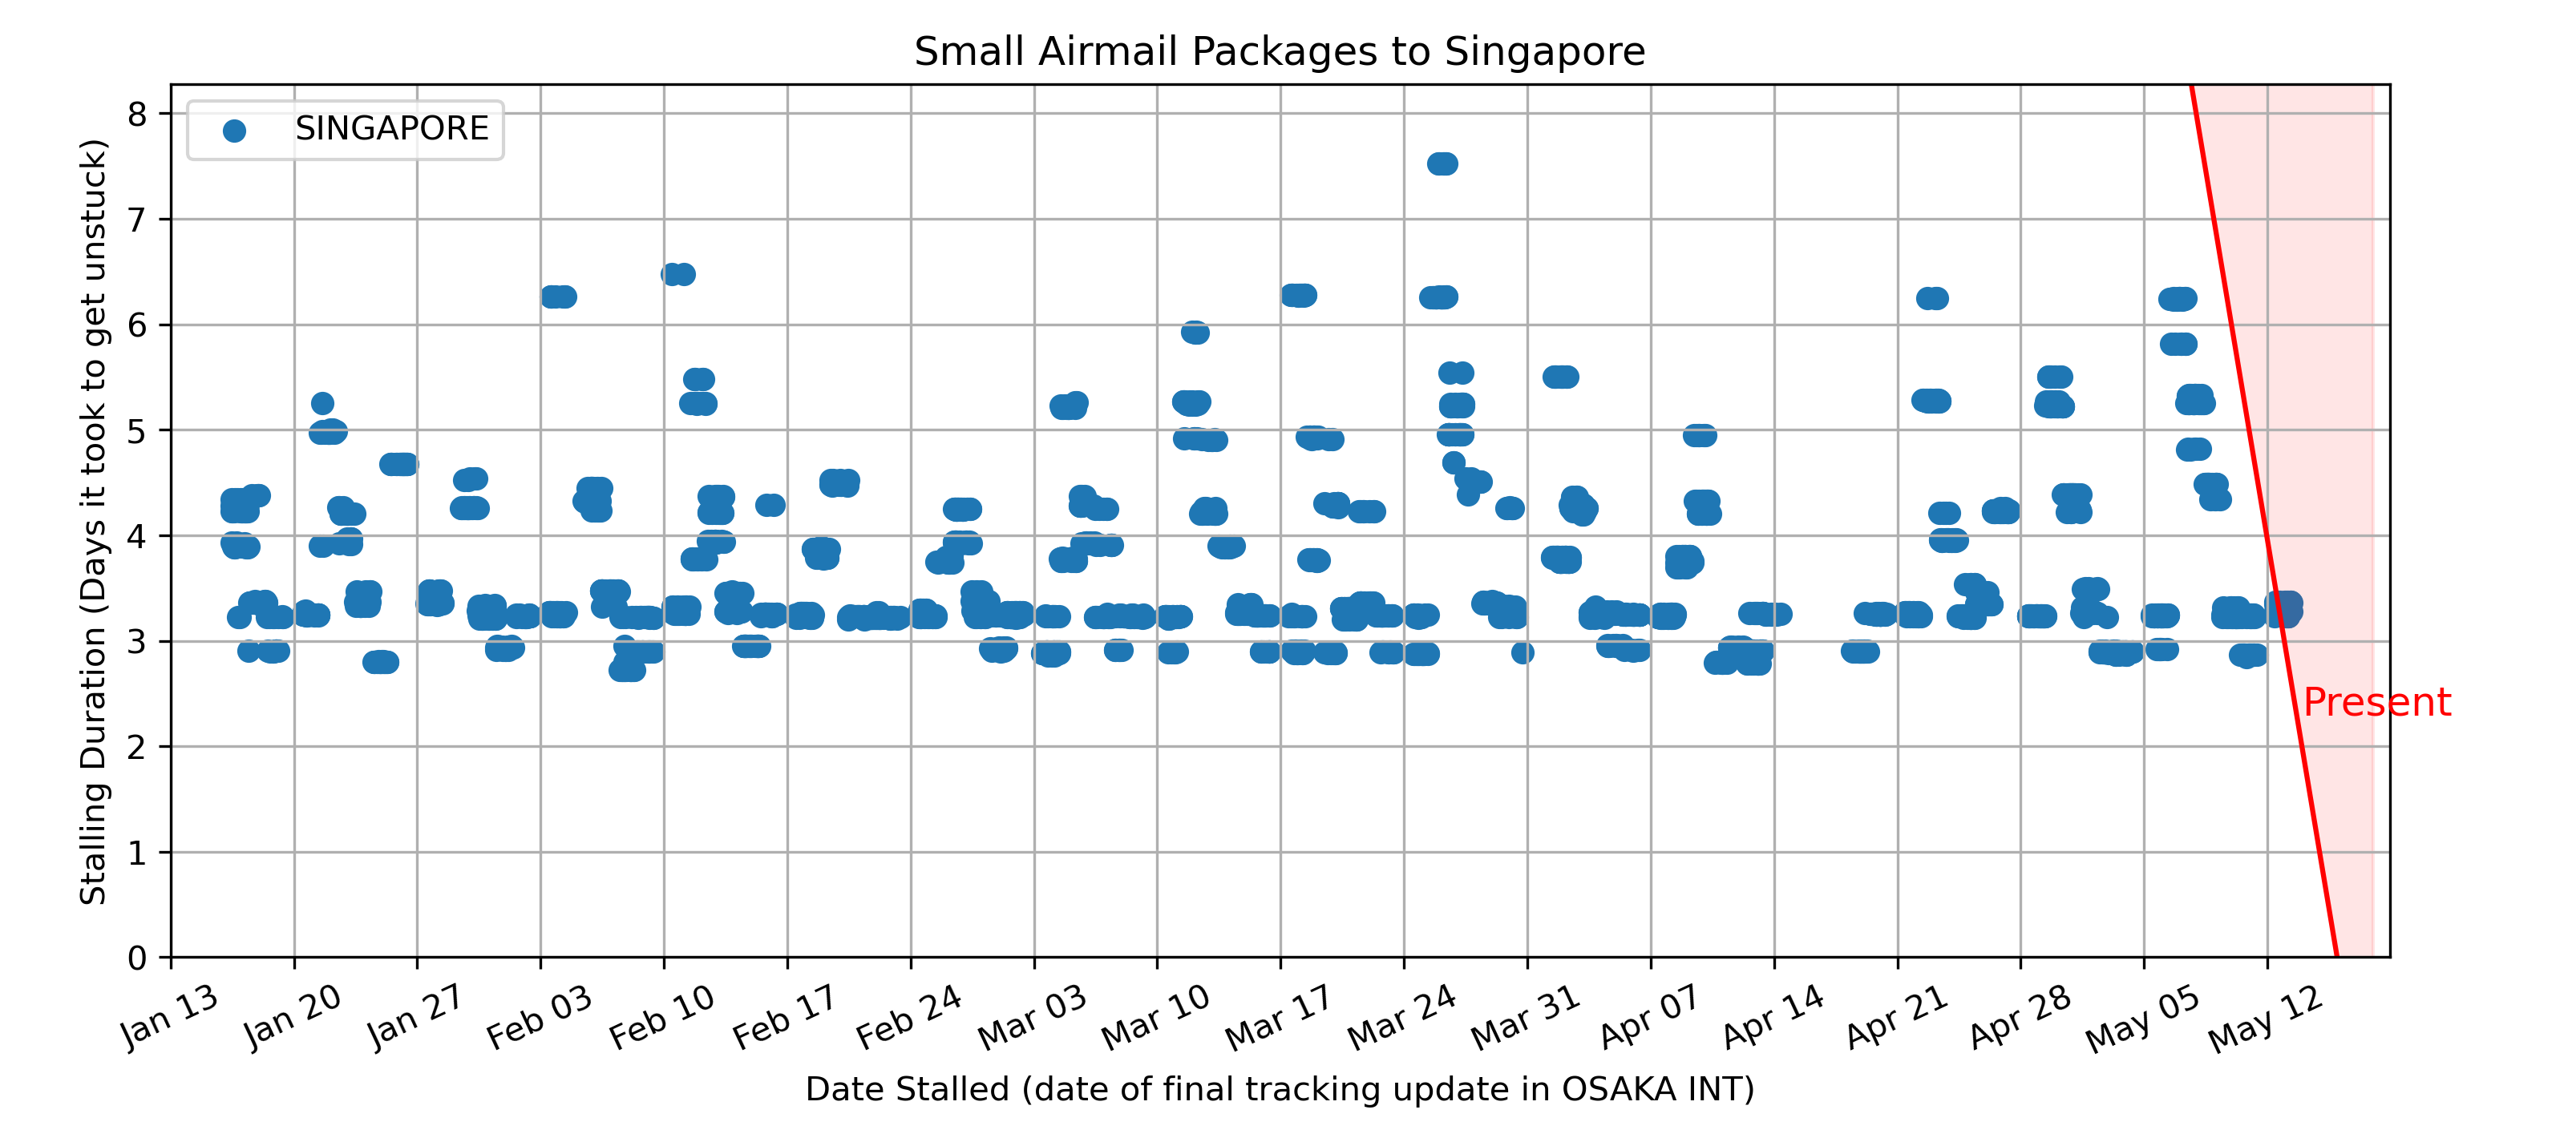 Small Airmail Packages to Singapore
SINGAPORE
Stalling Duration (Days it took to get unstuck)
8
7
6
5
4
3
2
1
0
Present
Jan 13
Jan 20
Jan 27
Feb 03
Feb 10
Feb 17
Feb 24
Mar 03
Mar 10
Mar 17
Mar 24
Mar 31
Apr 07
Apr 14
Apr 21
Apr 28
May 05
May 12
Date Stalled (date of final tracking update in OSAKA INT)